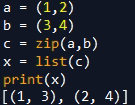 a = (1,2)
b = (3,4)
c = zip(a,b)
x = list(c)
print(x)
[(1, 3), (2, 4)]